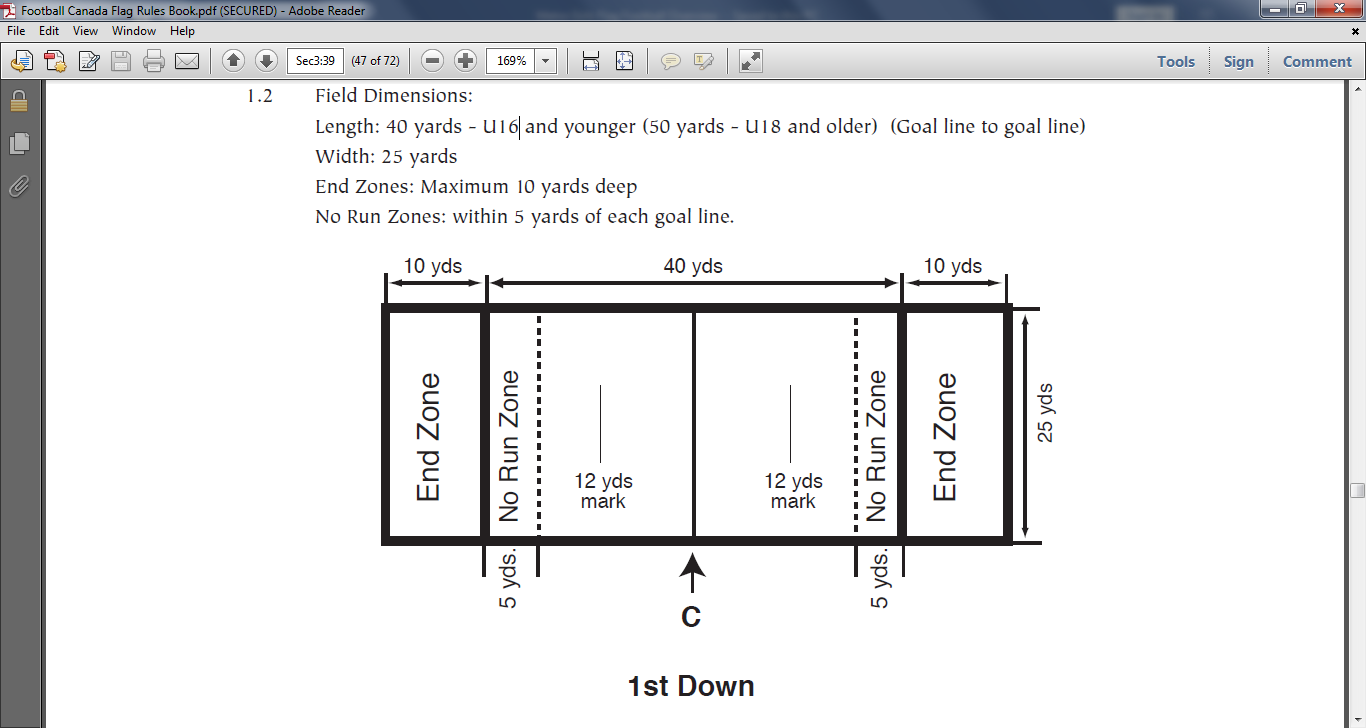 Football Canada Flag Rules Book.pdf (SECURED) - Adobe Reader
File Edit View Window Help
Sec3:39 (47 of 72) 169% Tools Sign Comment
1.2 Field Dimensions:
Length: 40 yards - U16 and younger (50 yards - U18 and older) (Goal line to goal line)
Width: 25 yards
End Zones: Maximum 10 yards deep
No Run Zones: within 5 yards of each goal line.
10 yds 40 yds 10 yds
End Zone
No Run Zone
12 yds
mark
12 yds
mark
No Run Zone
End Zone
25 yds
5 yds.
5 yds.
C
1st Down